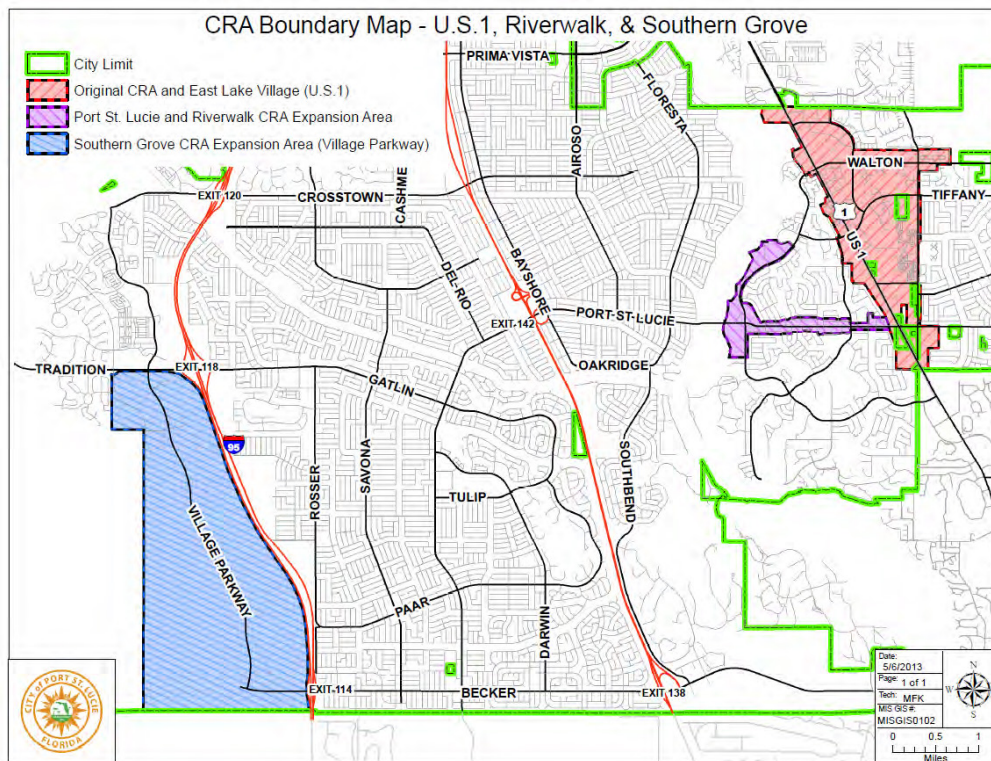 CRA Boundary Map - U.S.1, Riverwalk, & Southern Grove
City Limit
Original CRA and East Lake Village (U.S.1)
Port St. Lucie and Riverwalk CRA Expansion Area
Southern Grove CRA Expansion Area (Village Parkway)
PRIMA VISTA
FLORESTA
AIROSO
WALTON
TIFFANY
1
US 1
EXIT 120
CROSSTOWN
CASHME
DEL RIO
BAYSHORE
EXIT 142
PORT ST LUCIE
OAKRIDGE
TRADITION
EXIT 118
GATLIN
95
ROSSER
SAVONA
TULIP
SOUTHBEND
VILLAGE PARKWAY
PAAR
DARWIN
EXIT 114
BECKER
EXIT 138
CITY of PORT ST. LUCIE
FLORIDA
Date:
5/6/2013
Page: 1 of 1
Tech: MFK
MIS GIS #:
MISGIS0102
N
W
E
S
0 0.5 1
Miles